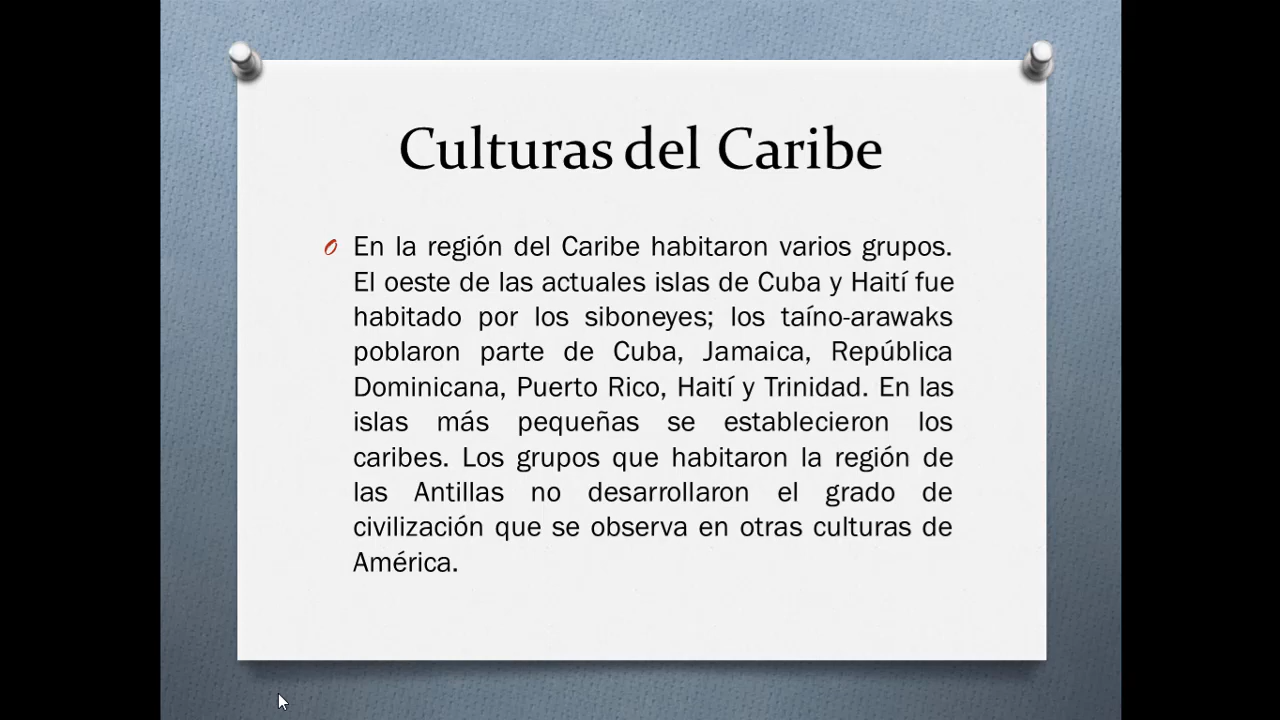 Culturas del Caribe
En la región del Caribe habitaron varios grupos.
El oeste de las actuales islas de Cuba y Haití fue
habitado por los siboneyes; los taíno-arawaks
poblaron parte de Cuba, Jamaica, República
Dominicana, Puerto Rico, Haití y Trinidad. En las
islas más pequeñas se establecieron los
caribes. Los grupos que habitaron la región de
las Antillas no desarrollaron el grado de
civilización que se observa en otras culturas de
América.